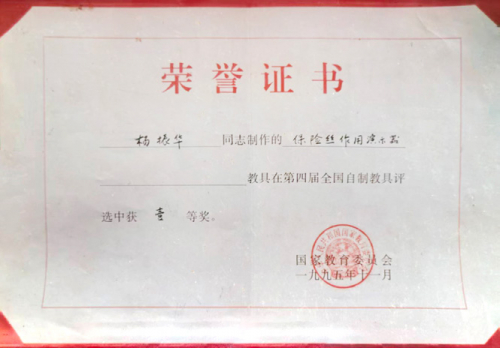 荣誉证书
杨振华 同志制作的 保险丝作用演示器
教具在第四届全国自制教具评
选中获 壹 等奖。
国家教育委员会
一九九五年十一月